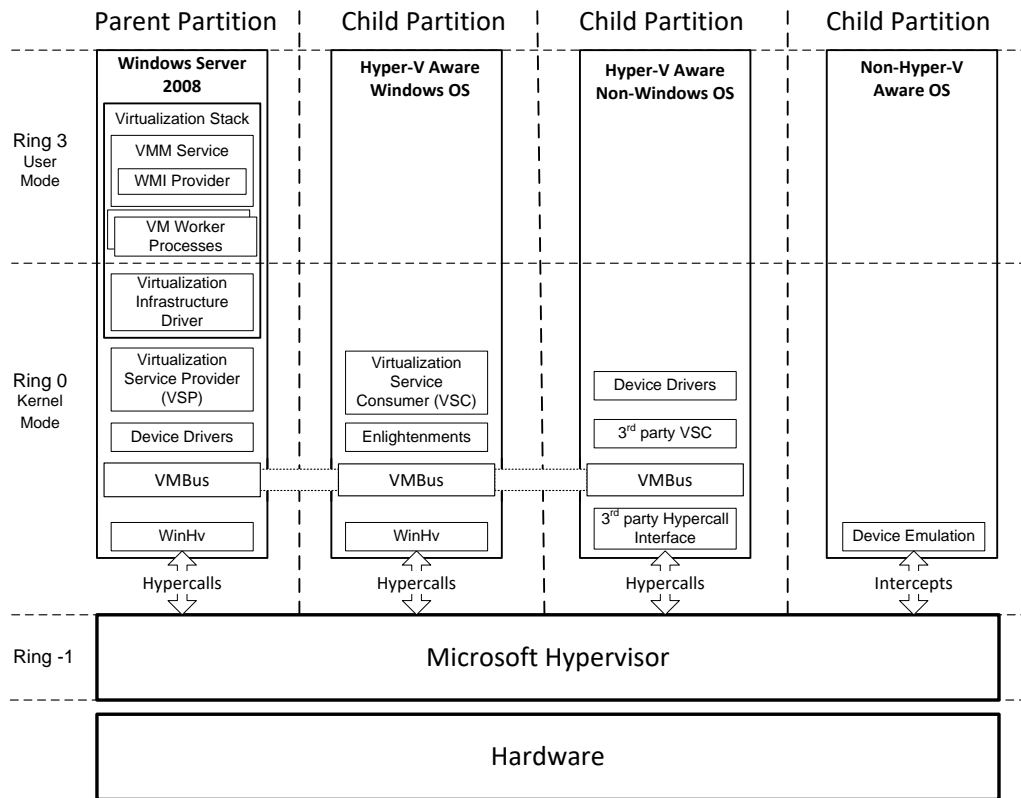 Parent Partition
Child Partition
Child Partition
Child Partition
Windows Server
2008
Hyper-V Aware
Windows OS
Hyper-V Aware
Non-Windows OS
Non-Hyper-V
Aware OS
Ring 3
User
Mode
Virtualization Stack
VMM Service
WMI Provider
VM Worker
Processes
Virtualization
Infrastructure
Driver
Ring 0
Kernel
Mode
Virtualization
Service Provider
(VSP)
Device Drivers
VMBus
WinHv
Virtualization
Service
Consumer (VSC)
Enlightenments
VMBus
WinHv
Device Drivers
3rd party VSC
VMBus
3rd party Hypercall
Interface
Device Emulation
Hypercalls
Hypercalls
Hypercalls
Intercepts
Ring -1
Microsoft Hypervisor
Hardware